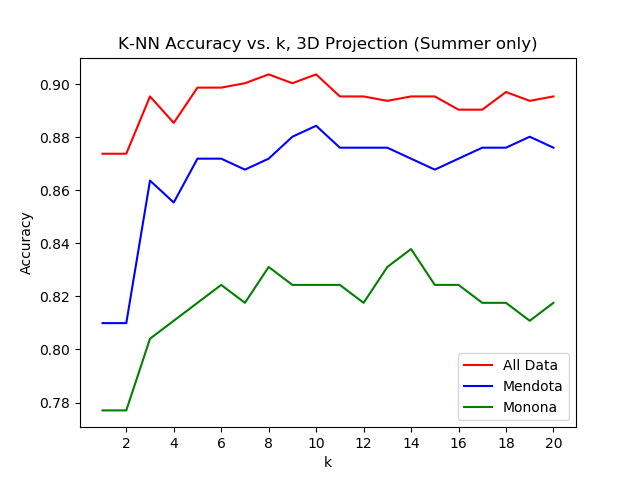 K-NN Accuracy vs. k, 3D Projection (Summer only)
Accuracy
0.90
0.88
0.86
0.84
0.82
0.80
0.78
All Data
Mendota
Monona
2 4 6 8 10 12 14 16 18 20
k